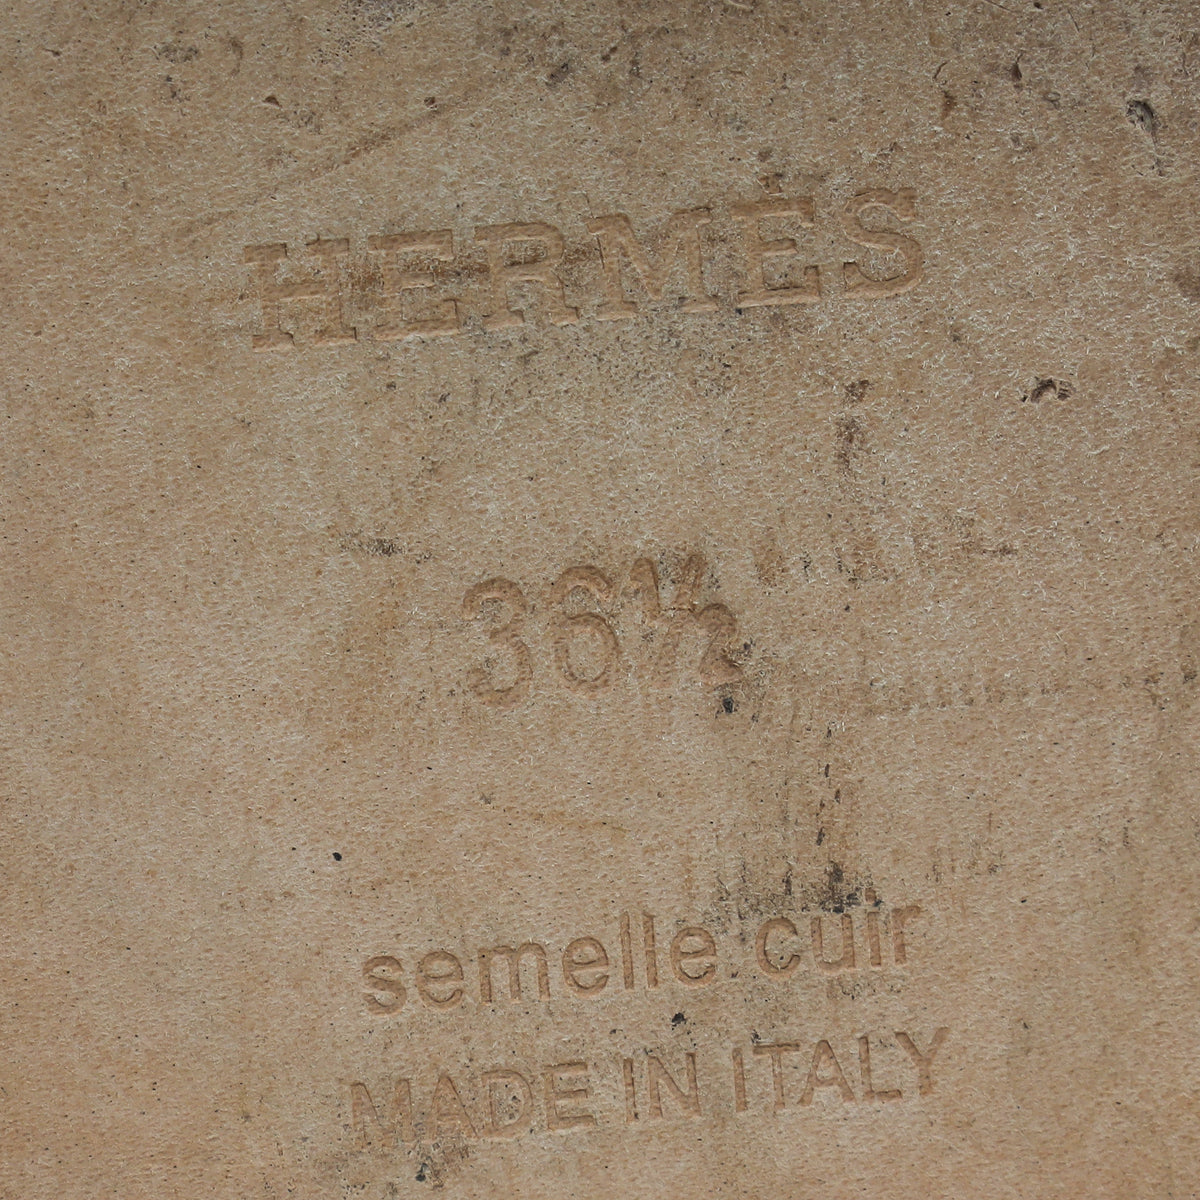 HERMÈS
36½
semelle cuir
MADE IN ITALY